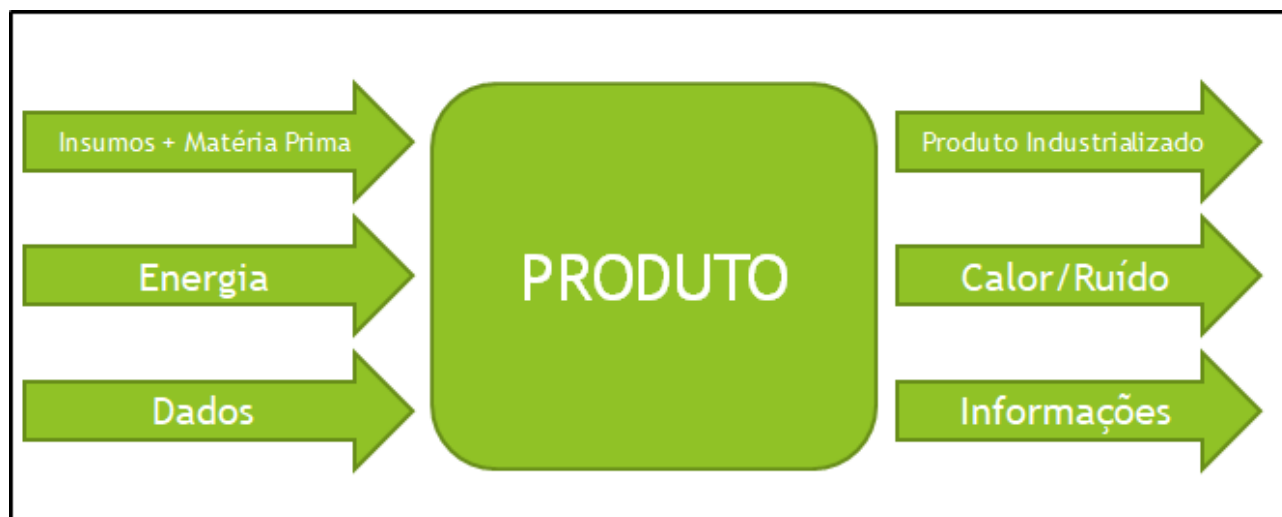 Insumos + Matéria Prima
Energia
Dados
PRODUTO
Produto Industrializado
Calor/Ruído
Informações